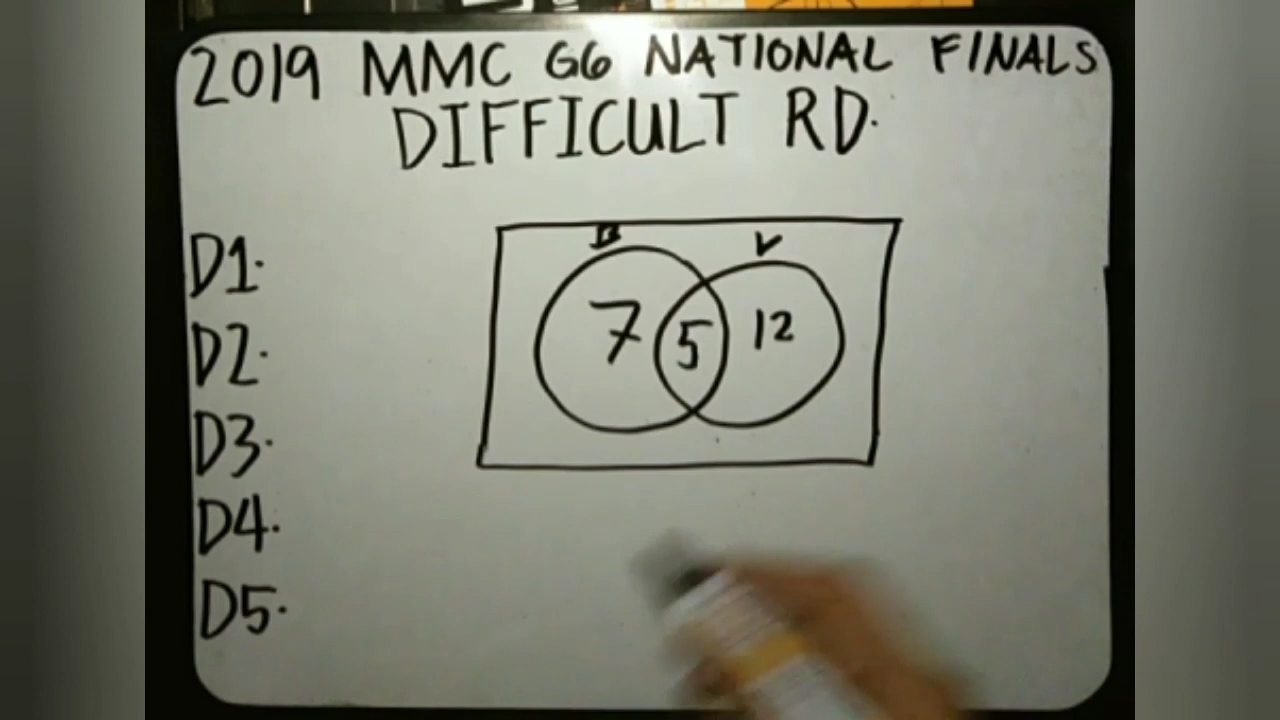 2019 MMC G6 NATIONAL FINALS
DIFFICULT RD.
B V
D1.
7 5 12
D2.
D3.
D4.
D5.